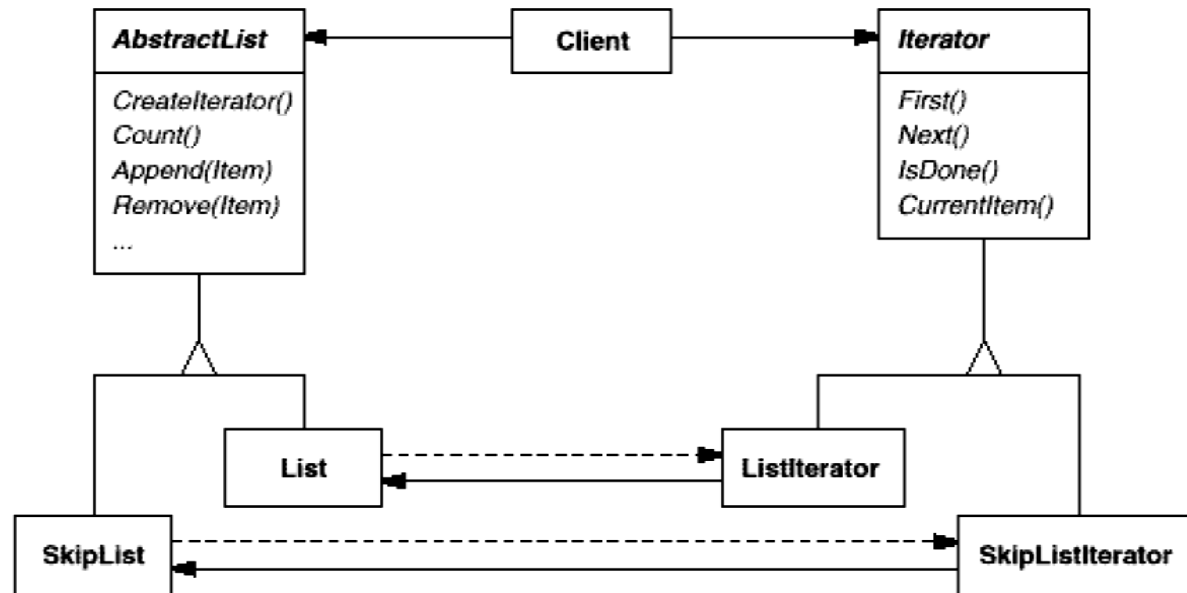 AbstractList
CreateIterator()
Count()
Append(Item)
Remove(Item)
...
Client
Iterator
First()
Next()
IsDone()
CurrentItem()
List
ListIterator
SkipList
SkipListIterator